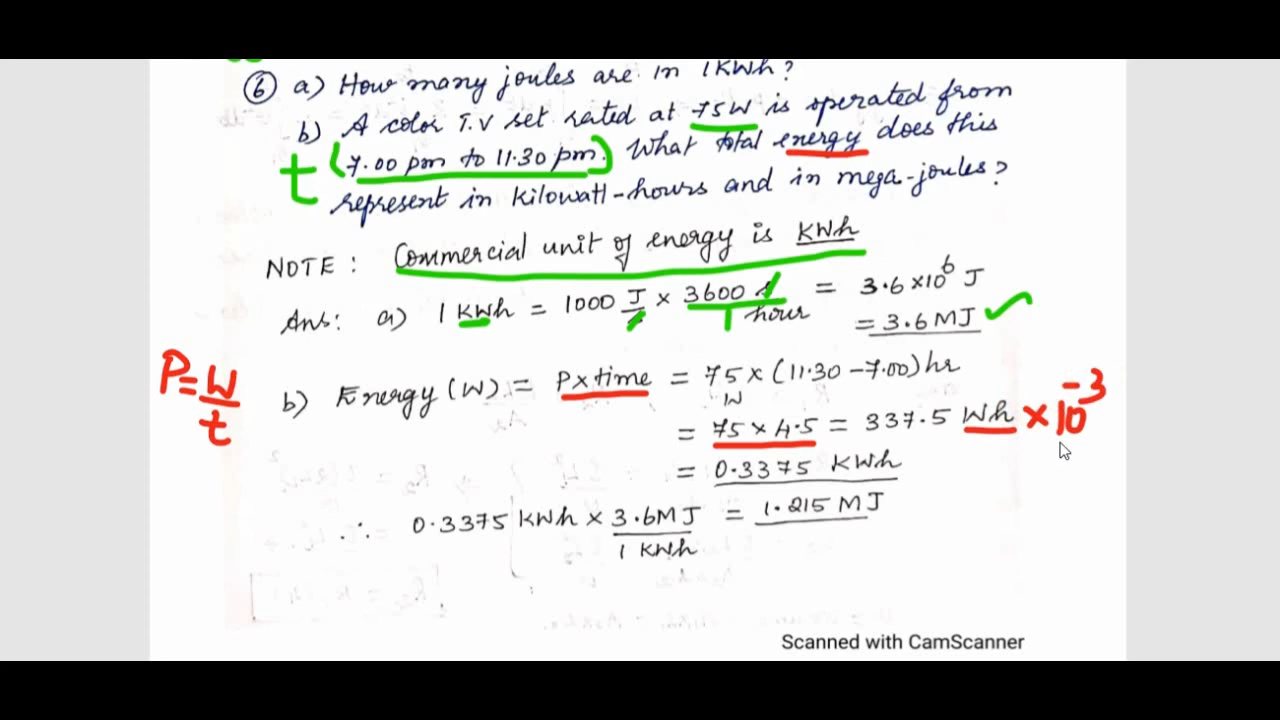 ⑥ a) How many joules are in 1KWh?
b) A color T.V set rated at 75W is operated from
t (7.00 pm to 11.30 pm.) What total energy does this
represent in kilowatt-hours and in mega-joules?
NOTE: Commercial unit of energy is KWh
Ans: a) 1 KWh = 1000 J/s × 3600 s/1 hour = 3.6×10⁶ J
= 3.6 MJ ✓
P=W/t
b) Energy (W) = P×time = 75 × (11.30 – 7.00) hr
W
= 75 × 4.5 = 337.5 Wh × 10⁻³
= 0.3375 KWh
∴ 0.3375 KWh × 3.6MJ/1 KWh = 1.215 MJ
Scanned with CamScanner